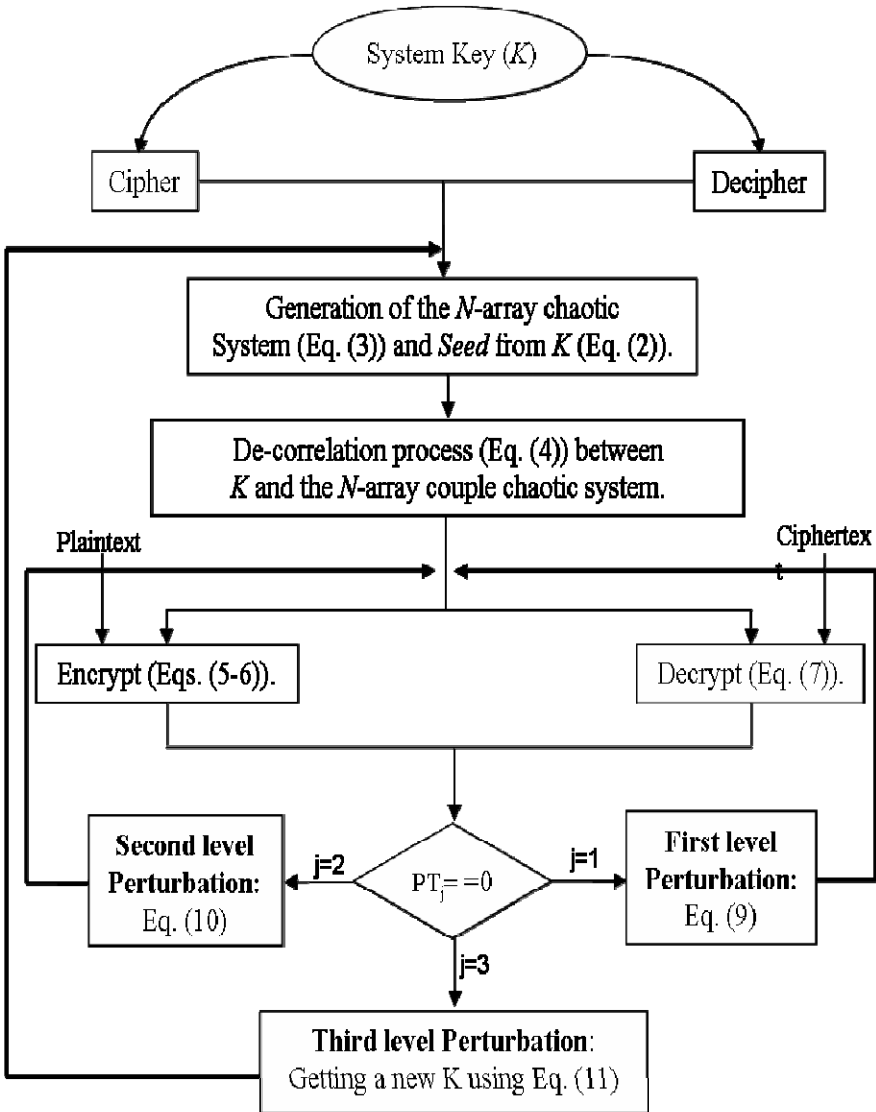 System Key (K)
Cipher
Decipher
Generation of the N-array chaotic
System (Eq. (3)) and Seed from K (Eq. (2)).
De-correlation process (Eq. (4)) between
K and the N-array couple chaotic system.
Plaintext
Ciphertex
t
Encrypt (Eqs. (5-6)).
Decrypt (Eq. (7)).
Second level
Perturbation:
Eq. (10)
j=2
PTj= =0
j=1
First level
Perturbation:
Eq. (9)
j=3
Third level Perturbation:
Getting a new K using Eq. (11)